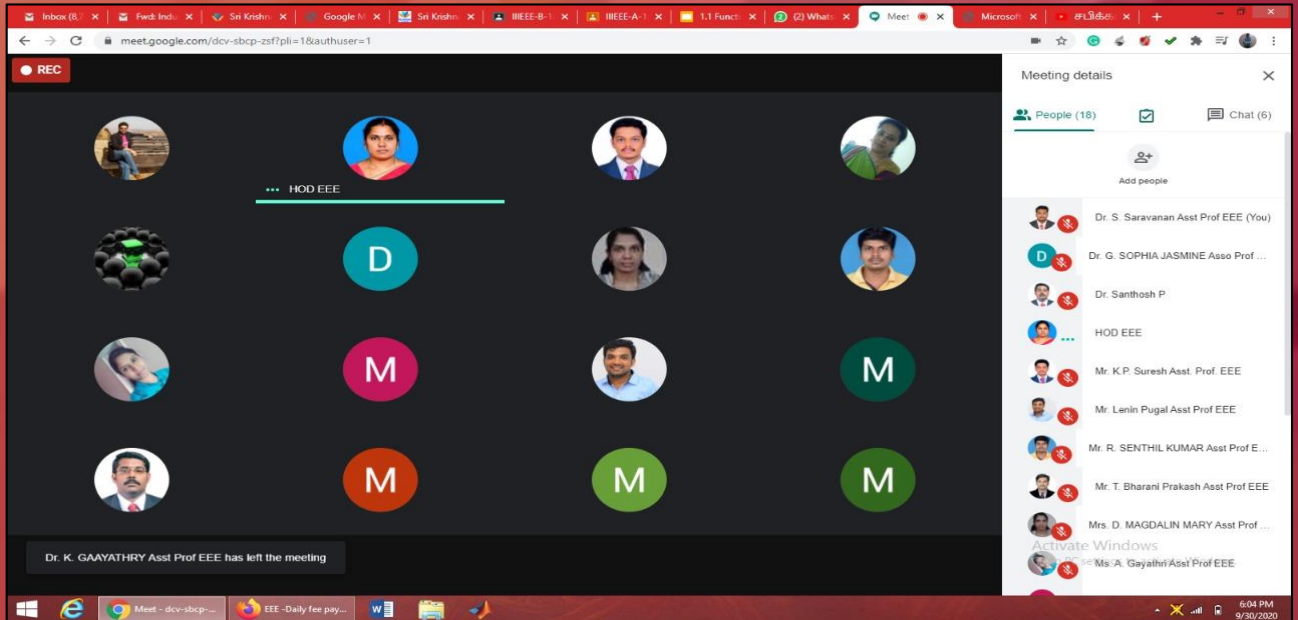 Inbox (8,7
Fwd: Indu
Sri Krishn
Google M
Sri Krishn
IIIEEE-B-1
IIIEEE-A-1
1.1 Functi
(2) Whats
Meet
Microsoft
meet.google.com/dcv-sbcp-zsf?pli=1&authuser=1
REC
HOD EEE
D
M
M
M
M
M
Dr. K. GAAYATHRY Asst Prof EEE has left the meeting
Meeting details
People (18)
Chat (6)
Add people
Dr. S. Saravanan Asst Prof EEE (You)
D
Dr. G. SOPHIA JASMINE Asso Prof ...
Dr. Santhosh P
HOD EEE
Mr. K.P. Suresh Asst. Prof. EEE
Mr. Lenin Pugal Asst Prof EEE
Mr. R. SENTHIL KUMAR Asst Prof E...
Mr. T. Bharani Prakash Asst Prof EEE
Mrs. D. MAGDALIN MARY Asst Prof ...
Activate Windows
Ms. A. Gayathri Asst Prof EEE
Meet - dcv-sbcp-...
EEE -Daily fee pay...
6:04 PM
9/30/2020